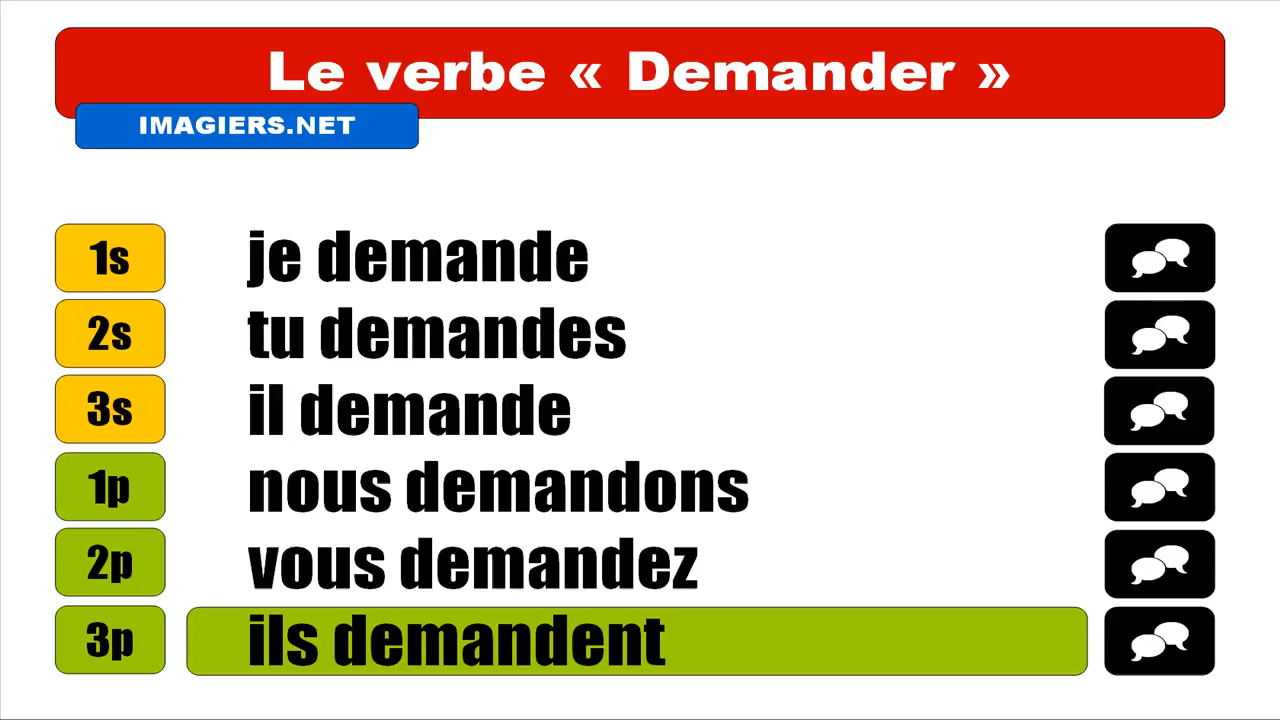 Le verbe « Demander »
IMAGIERS.NET
1s je demande
2s tu demandes
3s il demande
1p nous demandons
2p vous demandez
3p ils demandent